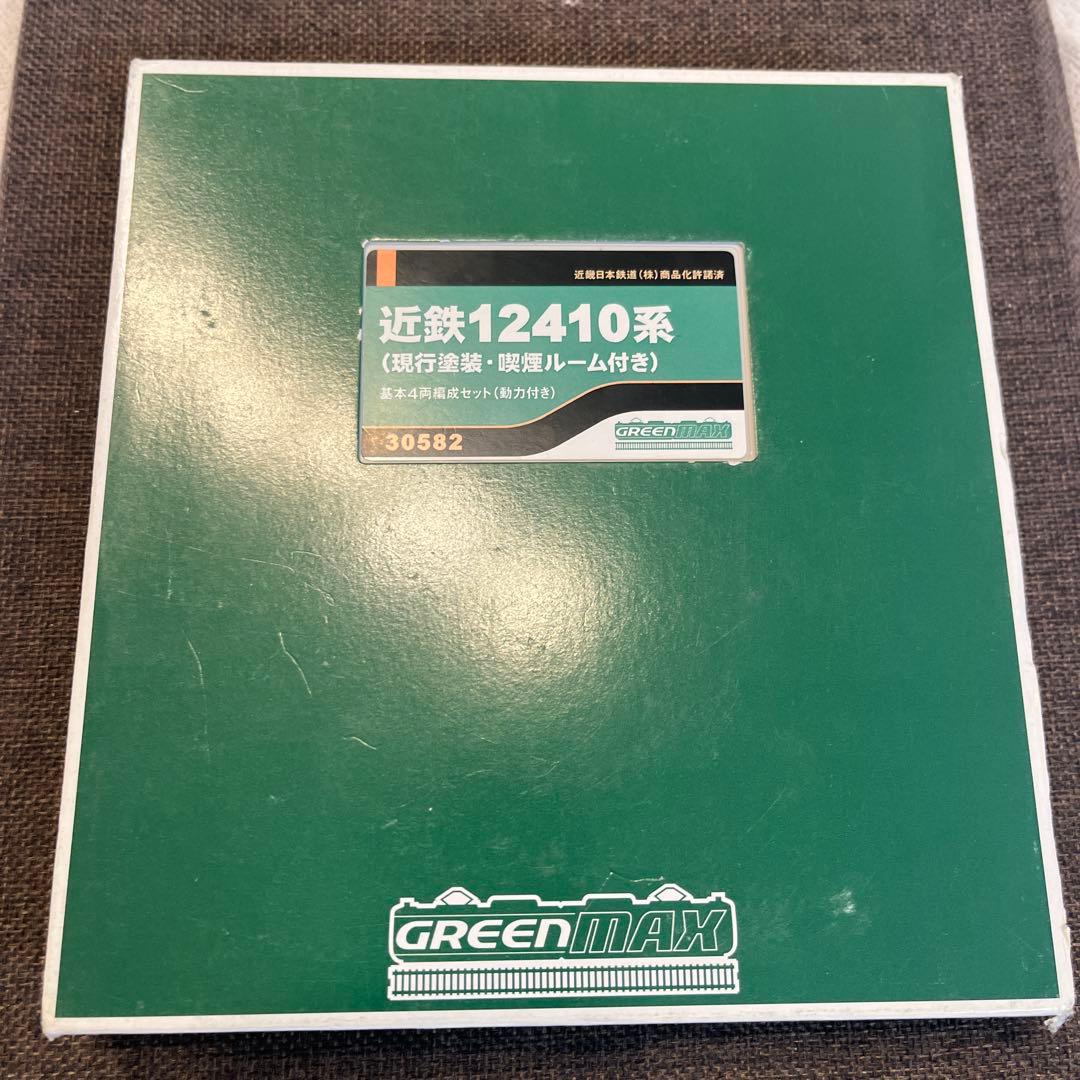 近畿日本鉄道(株)商品化許諾済
近鉄12410系
(現行塗装・喫煙ルーム付き)
基本4両編成セット(動力付き)
30582
GREENMAX
GREENMAX